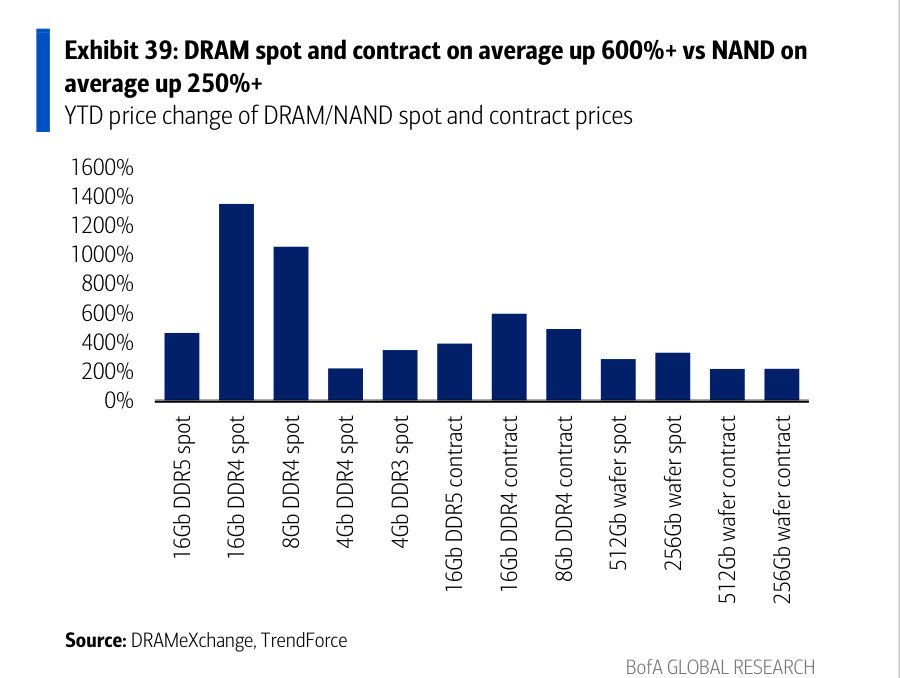 Exhibit 39: DRAM spot and contract on average up 600%+ vs NAND on
average up 250%+
YTD price change of DRAM/NAND spot and contract prices
1600%
1400%
1200%
1000%
800%
600%
400%
200%
0%
16Gb DDR5 spot
16Gb DDR4 spot
8Gb DDR4 spot
4Gb DDR4 spot
4Gb DDR3 spot
16Gb DDR5 contract
16Gb DDR4 contract
8Gb DDR4 contract
512Gb wafer spot
256Gb wafer spot
512Gb wafer contract
256Gb wafer contract
Source: DRAMeXchange, TrendForce
BofA GLOBAL RESEARCH